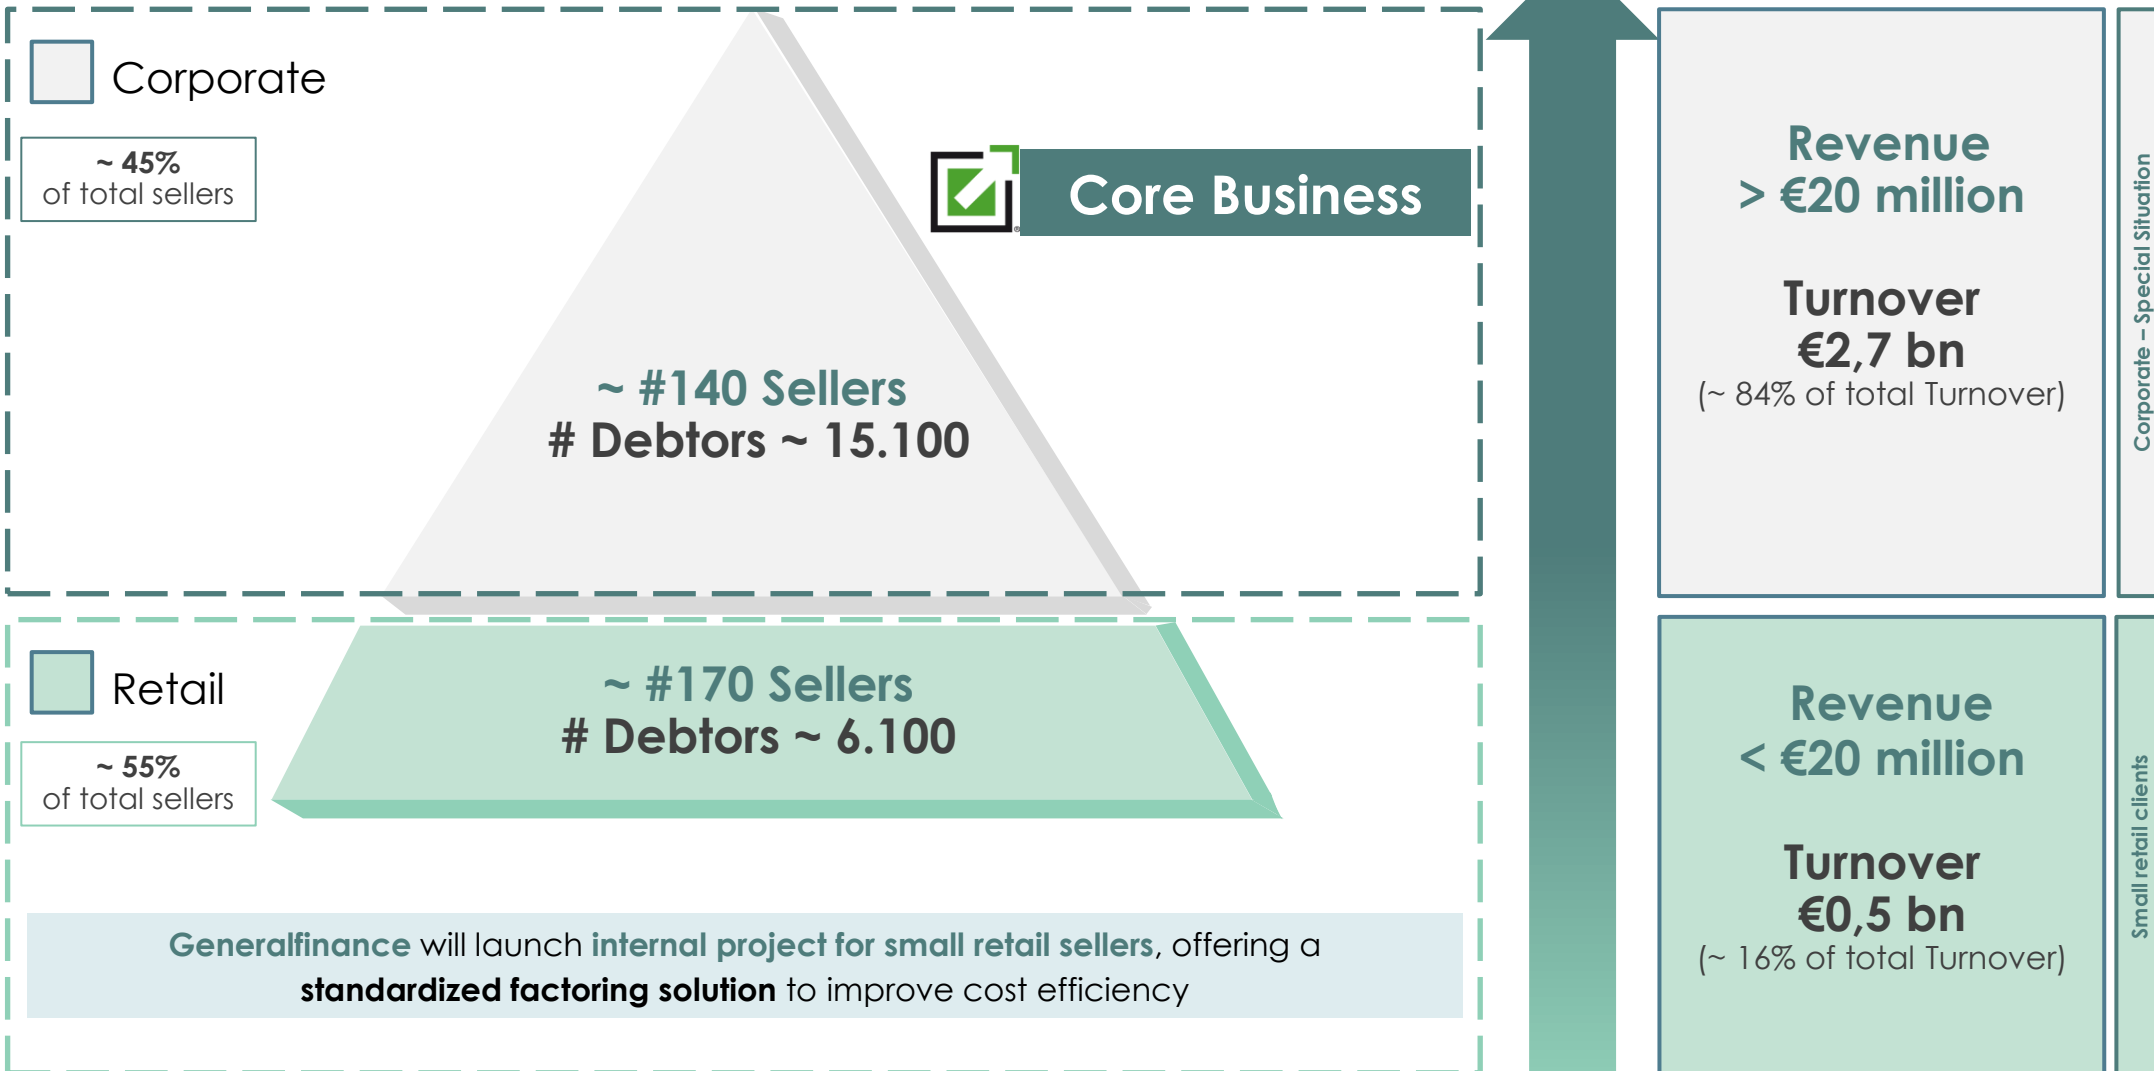 Corporate
~ 45%
of total sellers
Core Business
~ #140 Sellers
# Debtors ~ 15.100
Revenue
> €20 million
Turnover
€2,7 bn
(~ 84% of total Turnover)
Corporate – Special Situation
Retail
~ 55%
of total sellers
~ #170 Sellers
# Debtors ~ 6.100
Generalfinance will launch internal project for small retail sellers, offering a
standardized factoring solution to improve cost efficiency
Revenue
< €20 million
Turnover
€0,5 bn
(~ 16% of total Turnover)
Small retail clients